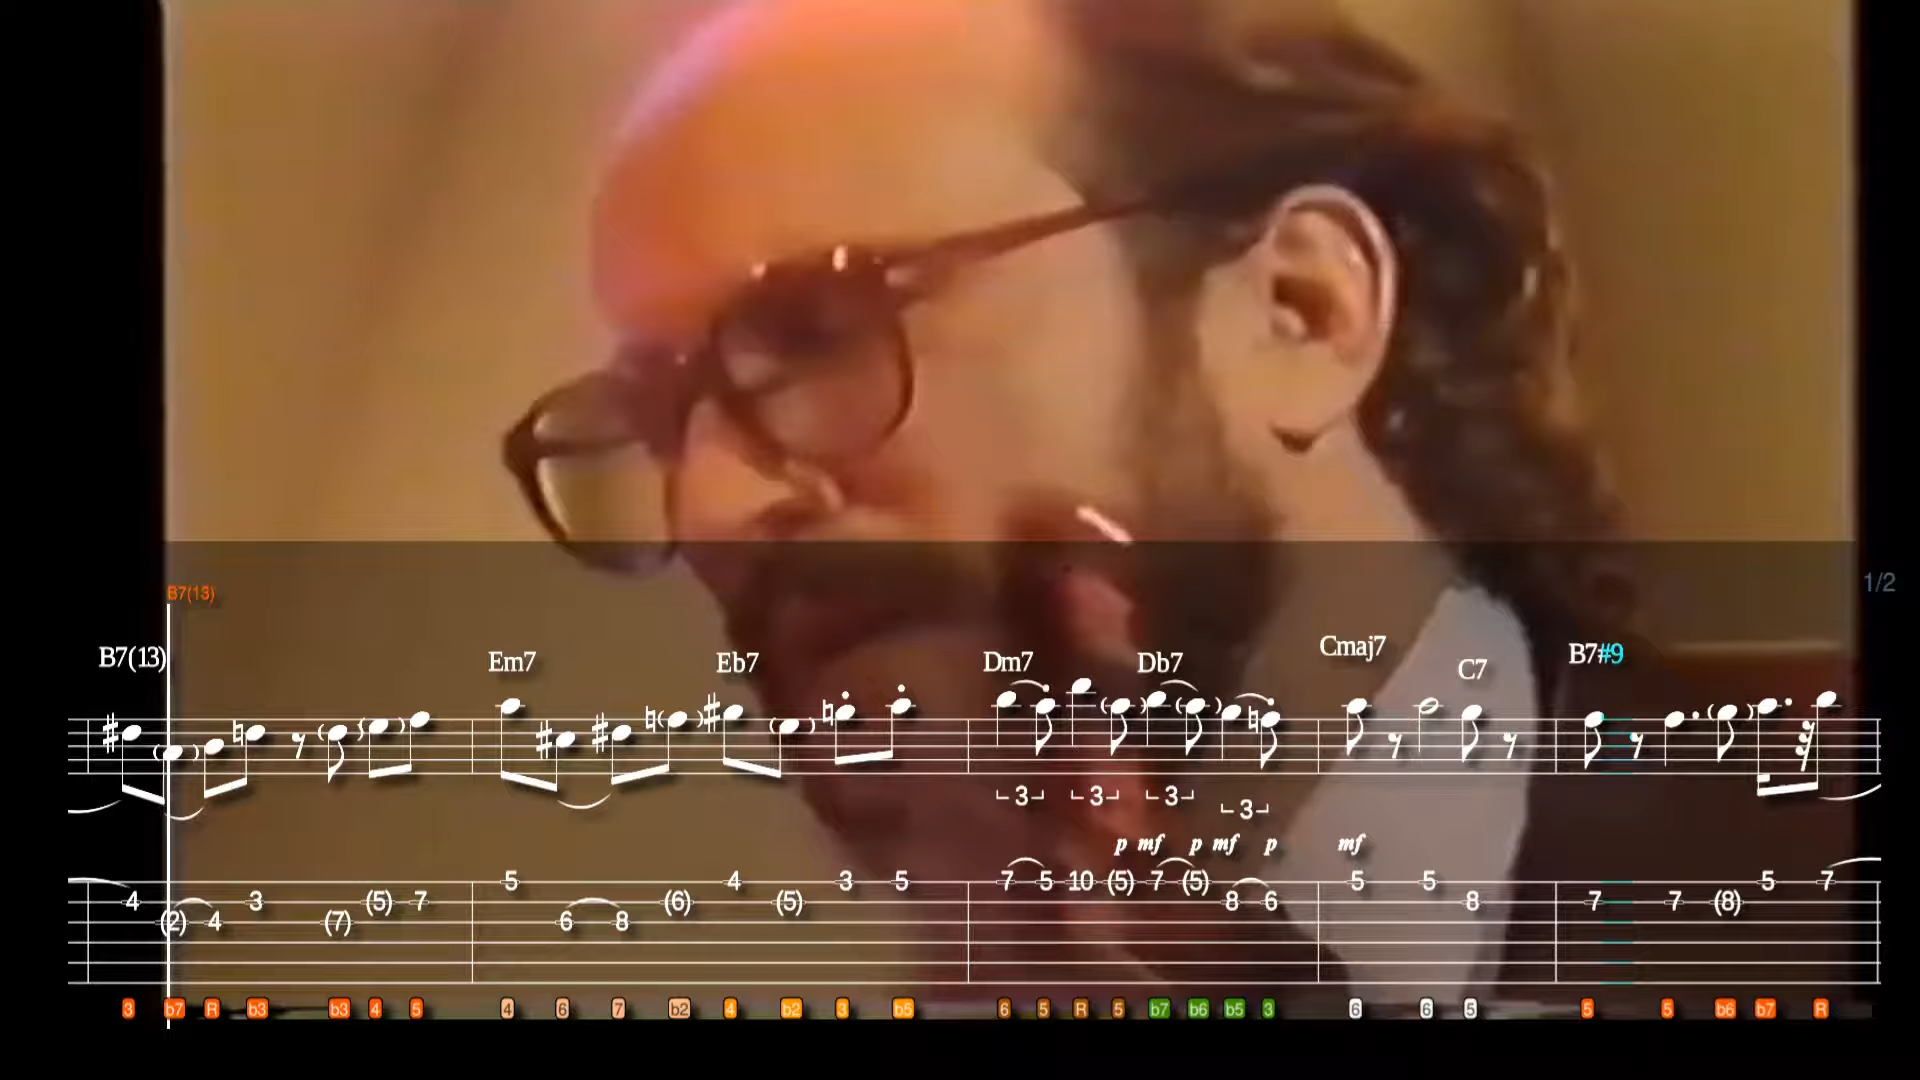 1/2
B7(13)
B7(13) Em7 Eb7 Dm7 Db7 Cmaj7 C7 B7#9
3 3 3 3
p mf p mf p mf
4 (2) 4 3 (7) (5) 7 5 6 8 (6) 4 (5) 3 5 7 5 10 (5) 7 (5) 8 6 5 5 8 7 7 (8) 5 7
3 b7 R b3 b3 4 5 4 6 7 b2 4 b2 3 b5 6 5 R 5 b7 b6 b5 3 6 6 5 5 5 b6 b7 R